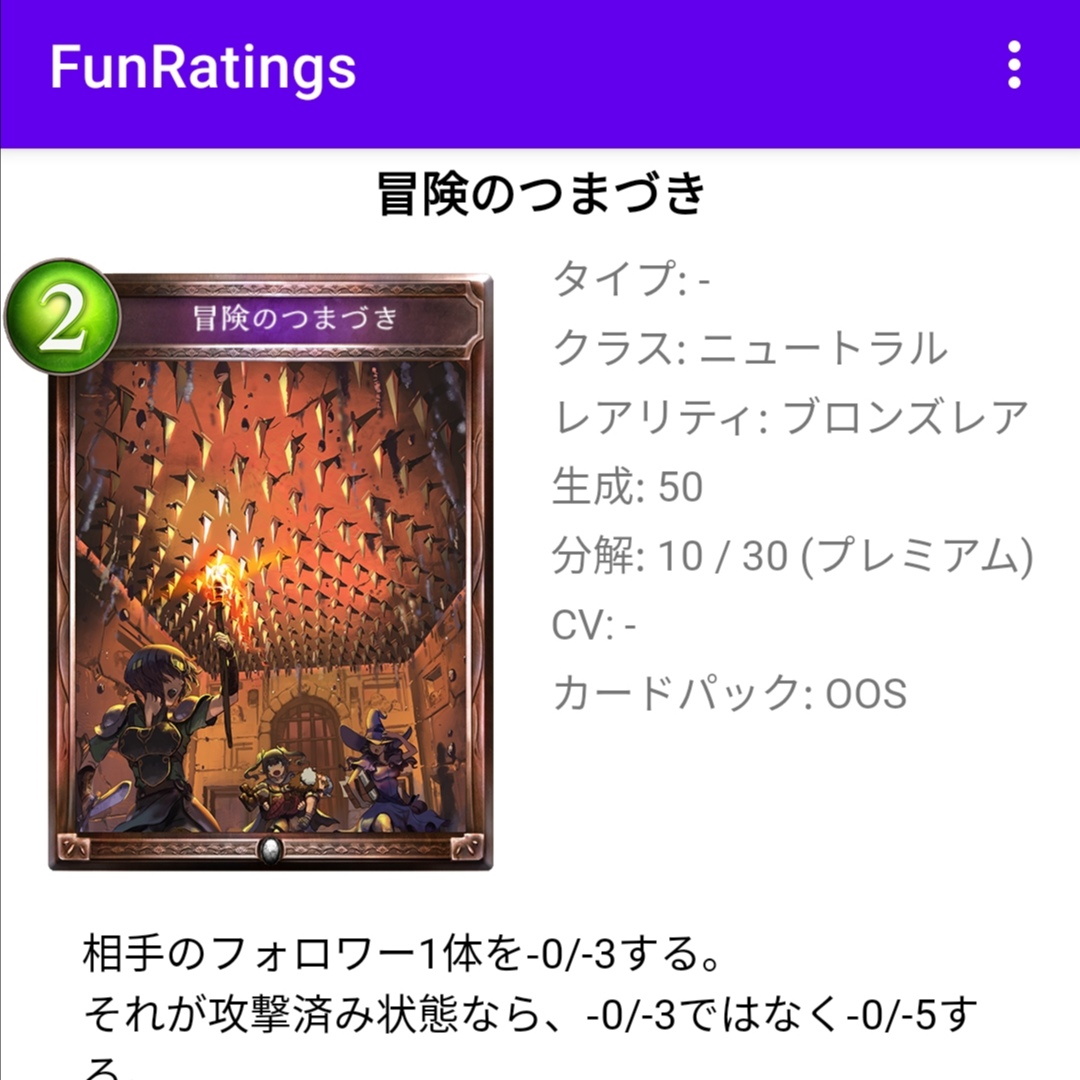 FunRatings
冒険のつまづき
2
冒険のつまづき
タイプ: -
クラス: ニュートラル
レアリティ: ブロンズレア
生成: 50
分解: 10 / 30 (プレミアム)
CV: -
カードパック: OOS
相手のフォロワー1体を-0/-3する。
それが攻撃済み状態なら、-0/-3ではなく-0/-5す
る。